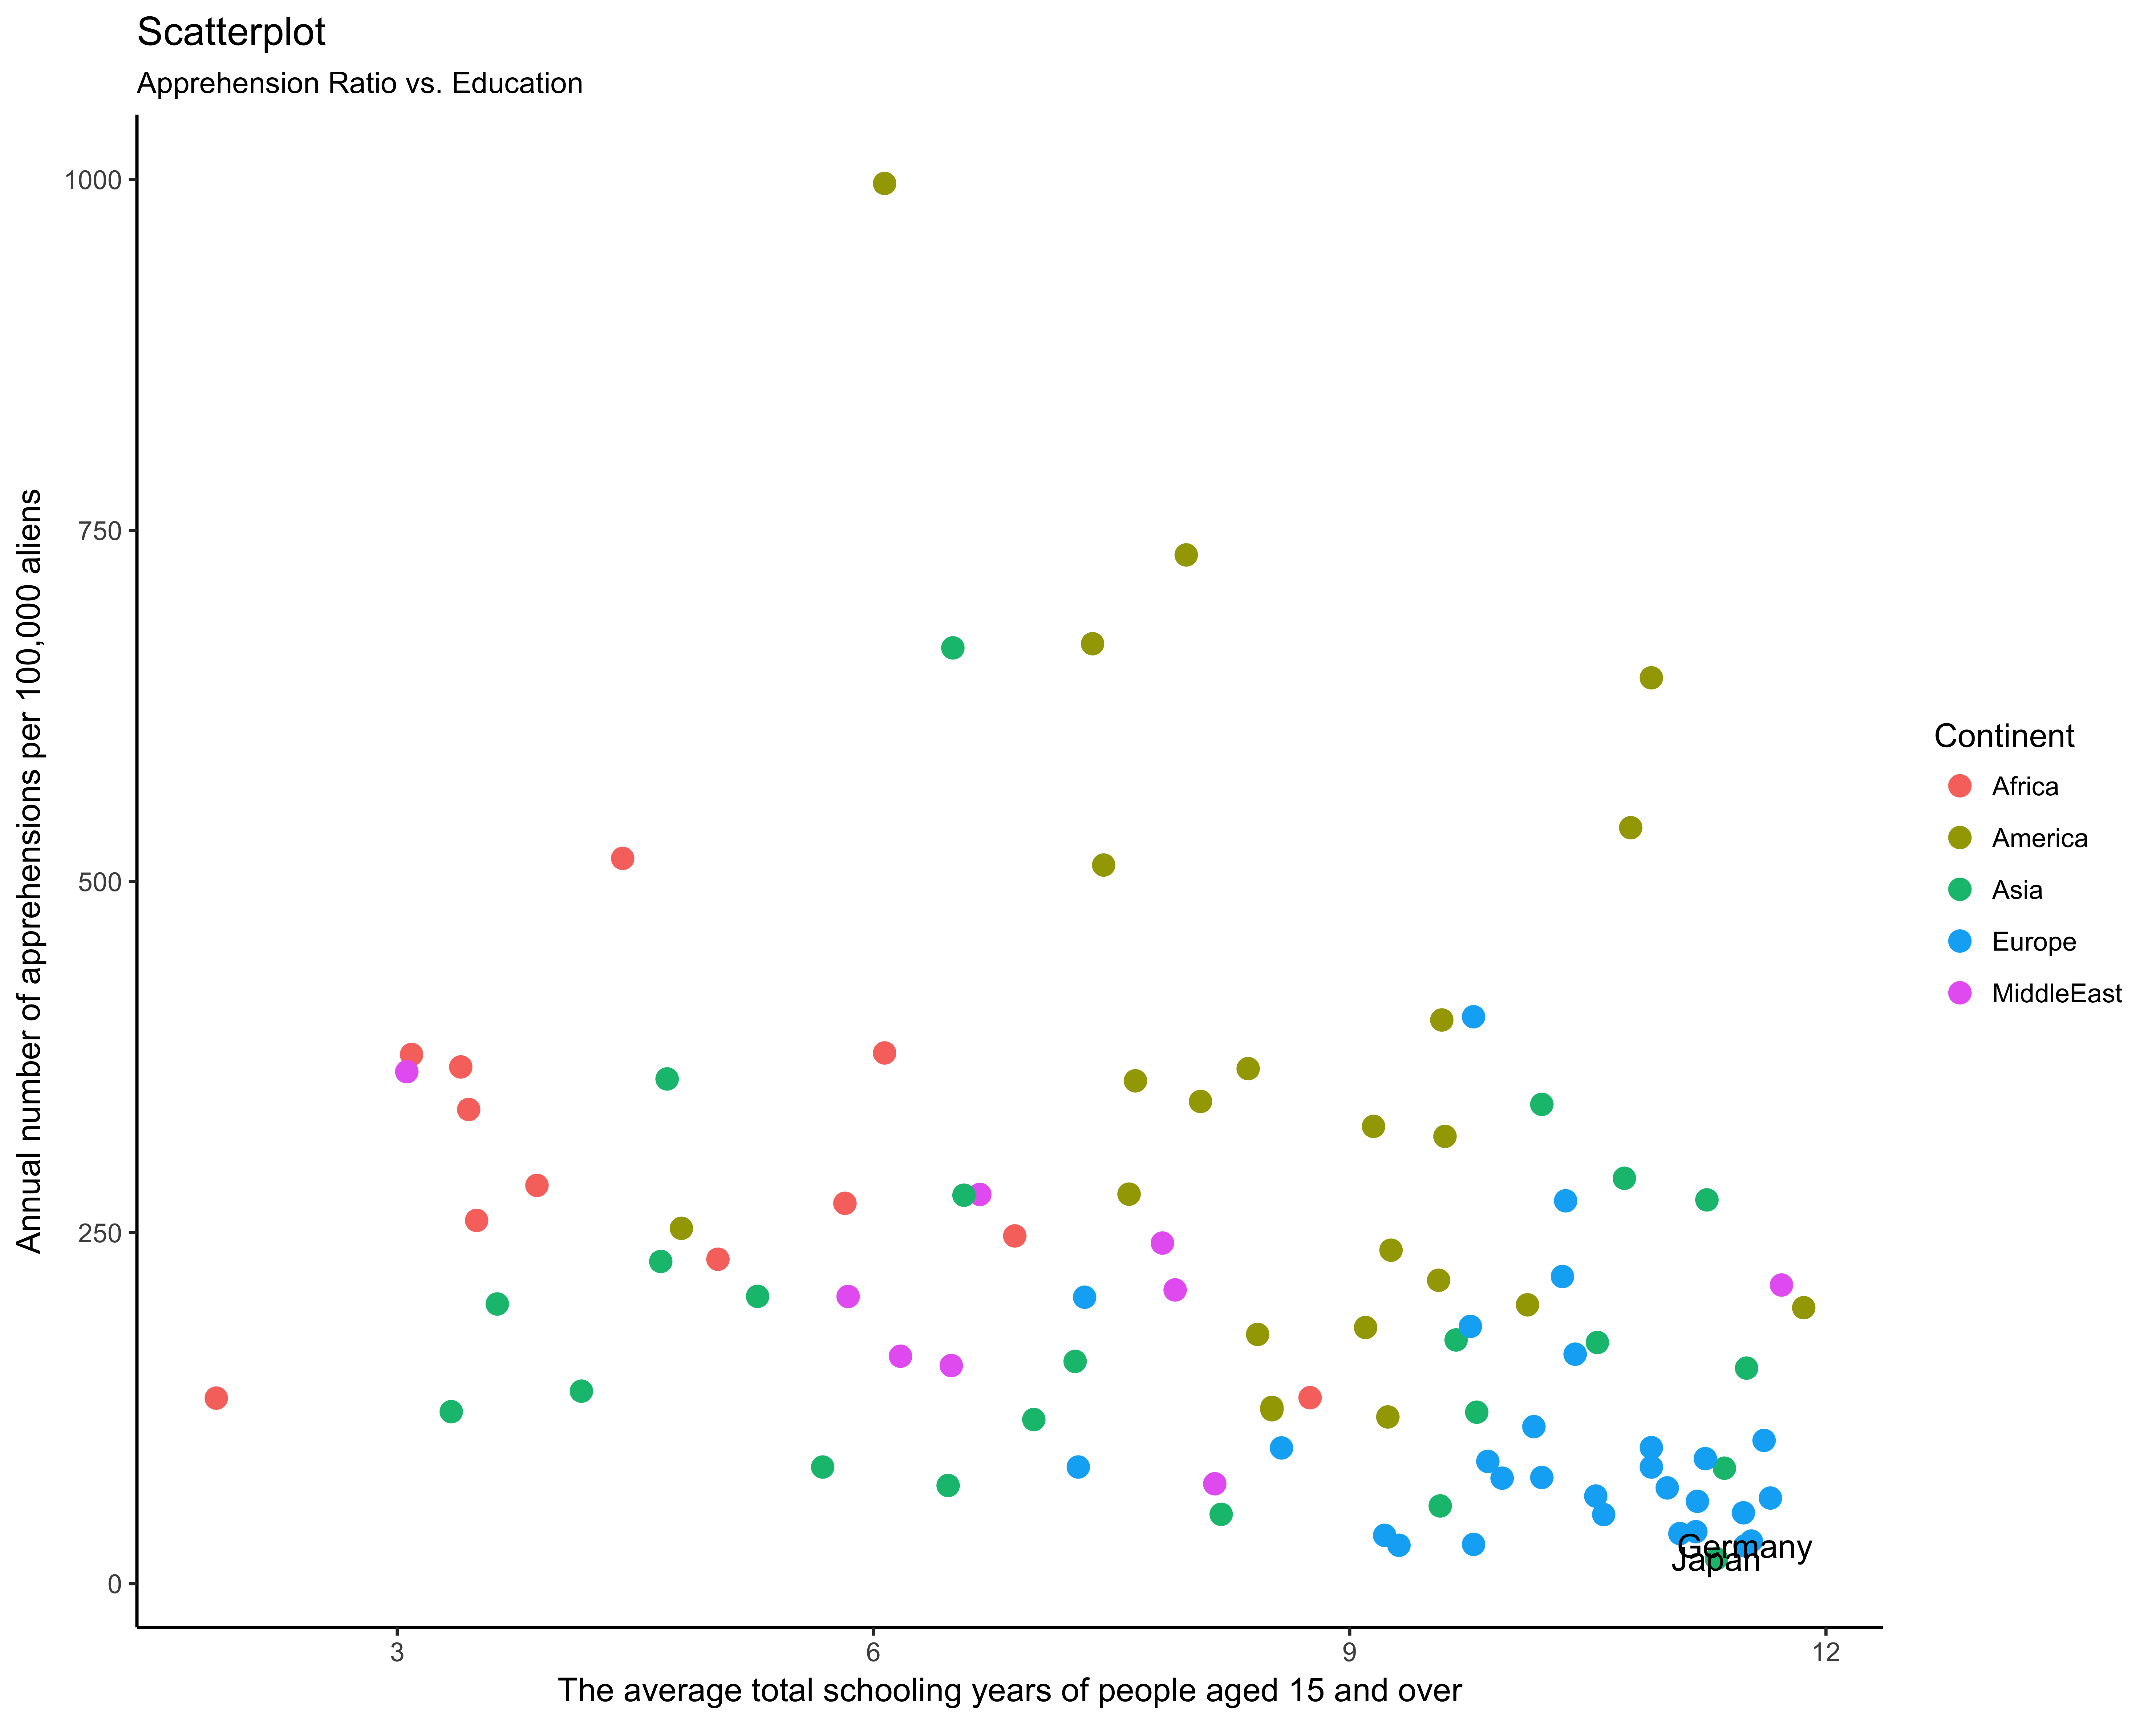 Scatterplot
Apprehension Ratio vs. Education
1000
750
500
250
0
Annual number of apprehensions per 100,000 aliens
Continent
Africa
America
Asia
Europe
MiddleEast
Germany
Japan
3 6 9 12
The average total schooling years of people aged 15 and over